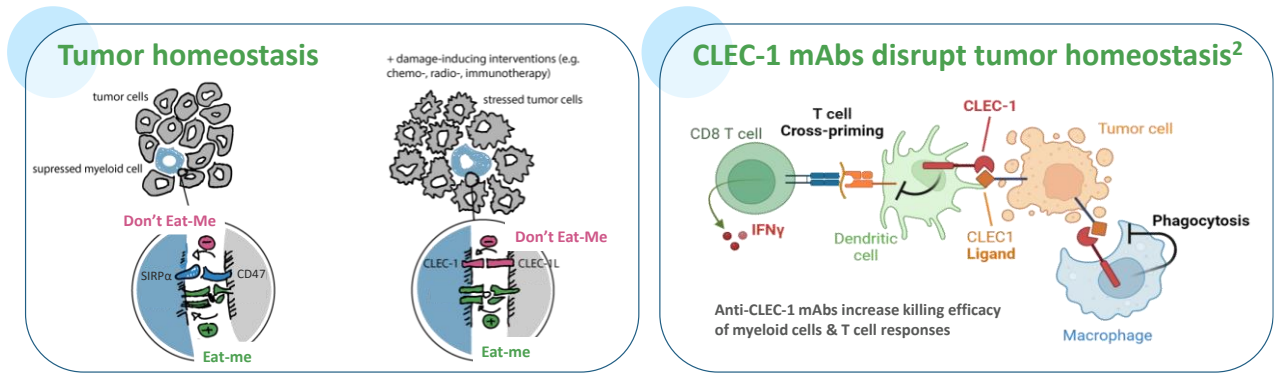 Tumor homeostasis
+ damage-inducing interventions (e.g.
chemo-, radio-, immunotherapy)
tumor cells
stressed tumor cells
supressed myeloid cell
Don't Eat-Me
SIRPα
CD47
+
Eat-me
Don't Eat-Me
CLEC-1
CLEC-1L
+
Eat-me
CLEC-1 mAbs disrupt tumor homeostasis²
CLEC-1
T cell
Cross-priming
CD8 T cell
Tumor cell
IFNγ
Dendritic
cell
CLEC1
Ligand
Phagocytosis
Anti-CLEC-1 mAbs increase killing efficacy
of myeloid cells & T cell responses
Macrophage